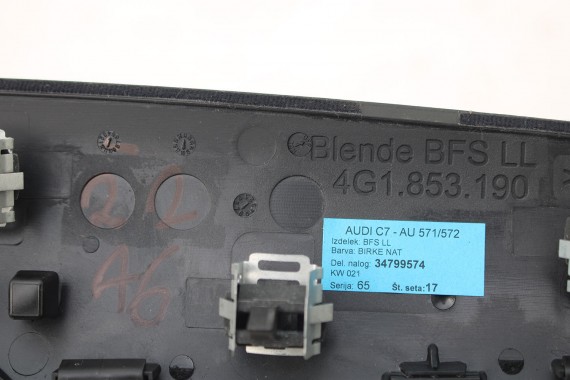 Blende BFS LL
4G1.853.190
AUDI C7 - AU 571/572
Izdelek: BFS LL
Barva: BIRKE NAT
Del. nalog: 34799574
KW 021
Serija: 65 Št. seta: 17
22
46